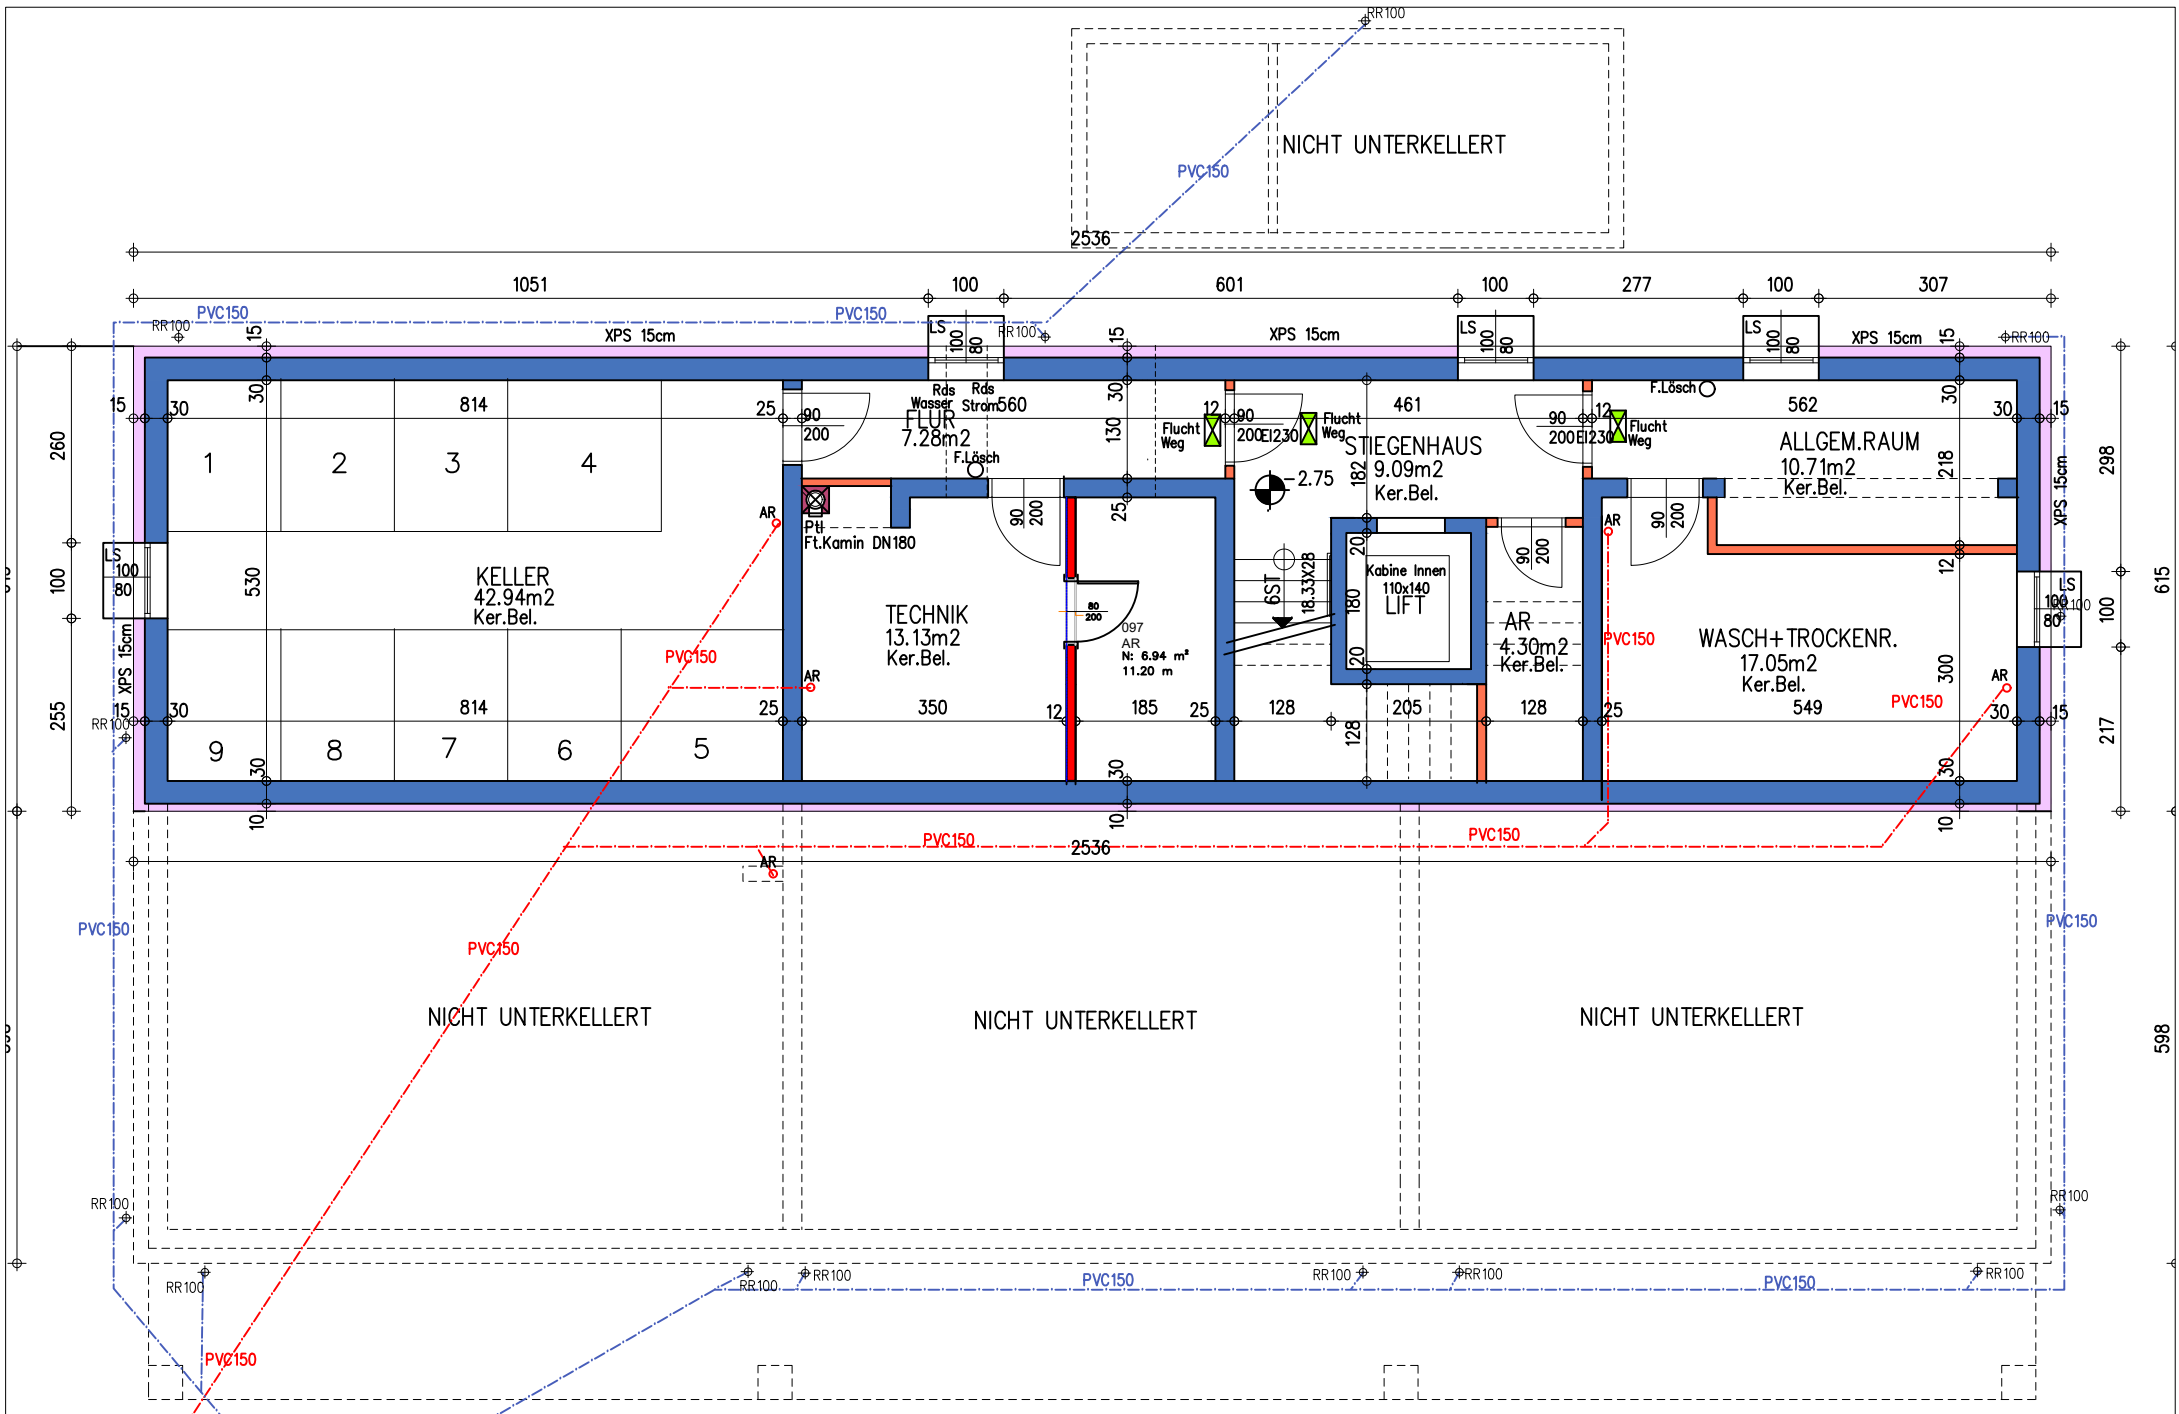 RR100
NICHT UNTERKELLERT
PVC150
2536
1051
100
601
100
277
100
307
PVC150
PVC150
RR100
RR100
RR100
15
XPS 15cm
LS
100
80
15
XPS 15cm
LS
100
80
LS
100
80
XPS 15cm
15
30
30
30
F.Lösch
15
30
814
25
90
200
Rds
Wasser
Rds
Strom
560
FLUR
7.28m2
F.Lösch
130
12
90
200
EI230
Flucht
Weg
Flucht
Weg
461
STIEGENHAUS
9.09m2
Ker.Bel.
182
-2.75
90
200
EI230
12
Flucht
Weg
562
ALLGEM.RAUM
10.71m2
Ker.Bel.
218
30
15
260
298
1
2
3
4
AR
Ptl
Ft.Kamin DN180
90
200
25
90
200
AR
90
200
XPS 15cm
12
LS
100
80
100
530
KELLER
42.94m2
Ker.Bel.
TECHNIK
13.13m2
Ker.Bel.
80
200
097
AR
N: 6.94 m²
11.20 m
6ST
18.33X28
20
Kabine Innen
110x140
LIFT
180
20
AR
4.30m2
Ker.Bel.
PVC150
WASCH+TROCKENR.
17.05m2
Ker.Bel.
300
LS
100
80
RR100
100
615
XPS 15cm
PVC150
AR
AR
PVC150
255
RR100
15
30
814
25
350
12
185
25
128
205
128
128
25
549
30
15
217
9
8
7
6
5
30
30
30
10
10
10
PVC150
PVC150
2536
AR
PVC150
PVC150
PVC150
NICHT UNTERKELLERT
NICHT UNTERKELLERT
NICHT UNTERKELLERT
598
RR100
RR100
RR100
RR100
RR100
PVC150
RR100
RR100
PVC150
RR100
PVC150